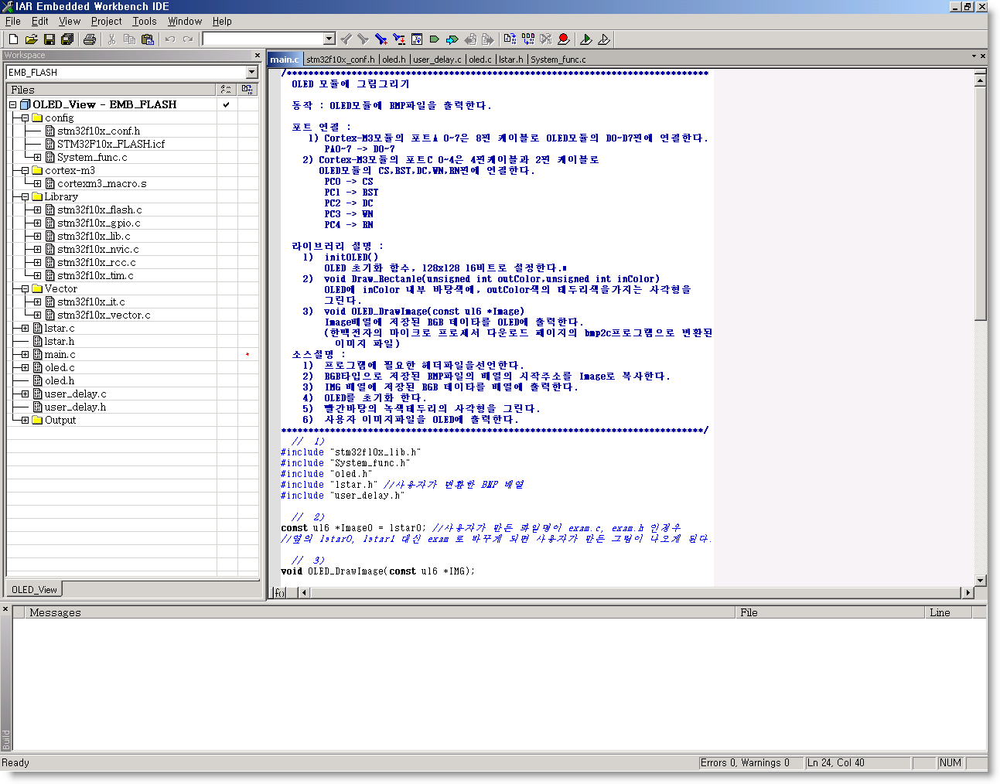 IAR Embedded Workbench IDE
File Edit View Project Tools Window Help
Workspace
EMB_FLASH
Files
OLED_View - EMB_FLASH
config
stm32f10x_conf.h
STM32F10x_FLASH.icf
System_func.c
cortex-m3
cortexm3_macro.s
Library
stm32f10x_flash.c
stm32f10x_gpio.c
stm32f10x_lib.c
stm32f10x_nvic.c
stm32f10x_rcc.c
stm32f10x_tim.c
Vector
stm32f10x_it.c
stm32f10x_vector.c
lstar.c
lstar.h
main.c
oled.c
oled.h
user_delay.c
user_delay.h
Output
OLED_View
main.c stm32f10x_conf.h | oled.h | user_delay.c | oled.c | lstar.h | System_func.c
/******************************************************************************
OLED 모듈에 그림그리기
동작 : OLED모듈에 BMP파일을 출력한다.
포트 연결 :
1) Cortex-M3모듈의 포트A 0~7은 8핀 케이블로 OLED모듈의 D0~D7핀에 연결한다.
PA0~7 -> D0~7
2) Cortex-M3모듈의 포트C 0~4은 4핀케이블과 2핀 케이블로
OLED모듈의 CS,RST,DC,WN,RN핀에 연결한다.
PC0 -> CS
PC1 -> RST
PC2 -> DC
PC3 -> WN
PC4 -> RN
라이브러리 설명 :
1) initOLED()
OLED 초기화 함수, 128x128 16비트로 설정한다.
2) void Draw_Rectanle(unsigned int outColor,unsigned int inColor)
OLED에 inColor 내부 바탕색에, outColor색의 테두리색을가지는 사각형을
그린다.
3) void OLED_DrawImage(const u16 *Image)
Image배열에 저장된 RGB 데이타를 OLED에 출력한다.
(한백전자의 마이크로 프로세서 다운로드 페이지의 bmp2c프로그램으로 변환된
이미지 파일)
소스설명 :
1) 프로그램에 필요한 헤더파일을선언한다.
2) RGB타입으로 저장된 BMP파일의 배열의 시작주소를 Image로 복사한다.
3) IMG 배열에 저장된 RGB 데이타를 배열에 출력한다.
4) OLED를 초기화 한다.
5) 빨간바탕의 녹색테두리의 사각형을 그린다.
6) 사용자 이미지파일을 OLED에 출력한다.
******************************************************************************/
// 1)
#include "stm32f10x_lib.h"
#include "System_func.h"
#include "oled.h"
#include "lstar.h" //사용자가 변환한 BMP 배열
#include "user_delay.h"
// 2)
const u16 *Image0 = lstar0; //사용자가 만든 파일명이 exam.c, exam.h 인경우
//옆의 lstar0, lstar1 대신 exam 로 바꾸게 되면 사용자가 만든 그림이 나오게 된다.
// 3)
void OLED_DrawImage(const u16 *IMG);
f()
Messages File Line
Build
Ready Errors 0, Warnings 0 Ln 24, Col 40 NUM